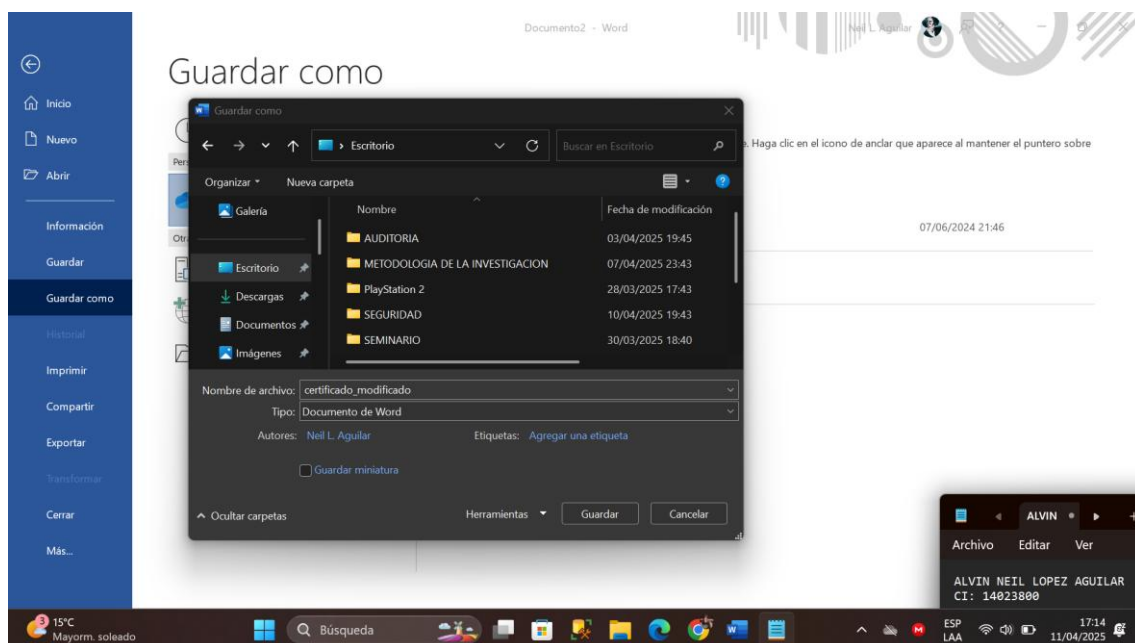 Documento2 - Word
Neil L. Aguilar
Guardar como
Inicio
Nuevo
Abrir
Información
Guardar
Guardar como
Historial
Imprimir
Compartir
Exportar
Transformar
Cerrar
Más...
. Haga clic en el icono de anclar que aparece al mantener el puntero sobre
07/06/2024 21:46
Guardar como
Escritorio
Buscar en Escritorio
Organizar
Nueva carpeta
Galería
Escritorio
Descargas
Documentos
Imágenes
Nombre Fecha de modificación
AUDITORIA 03/04/2025 19:45
METODOLOGIA DE LA INVESTIGACION 07/04/2025 23:43
PlayStation 2 28/03/2025 17:43
SEGURIDAD 10/04/2025 19:43
SEMINARIO 30/03/2025 18:40
Nombre de archivo: certificado_modificado
Tipo: Documento de Word
Autores: Neil L. Aguilar Etiquetas: Agregar una etiqueta
Guardar miniatura
Ocultar carpetas Herramientas Guardar Cancelar
ALVIN
Archivo Editar Ver
ALVIN NEIL LOPEZ AGUILAR
CI: 14023800
3
15°C
Mayorm. soleado
Búsqueda
ESP
LAA
17:14
11/04/2025